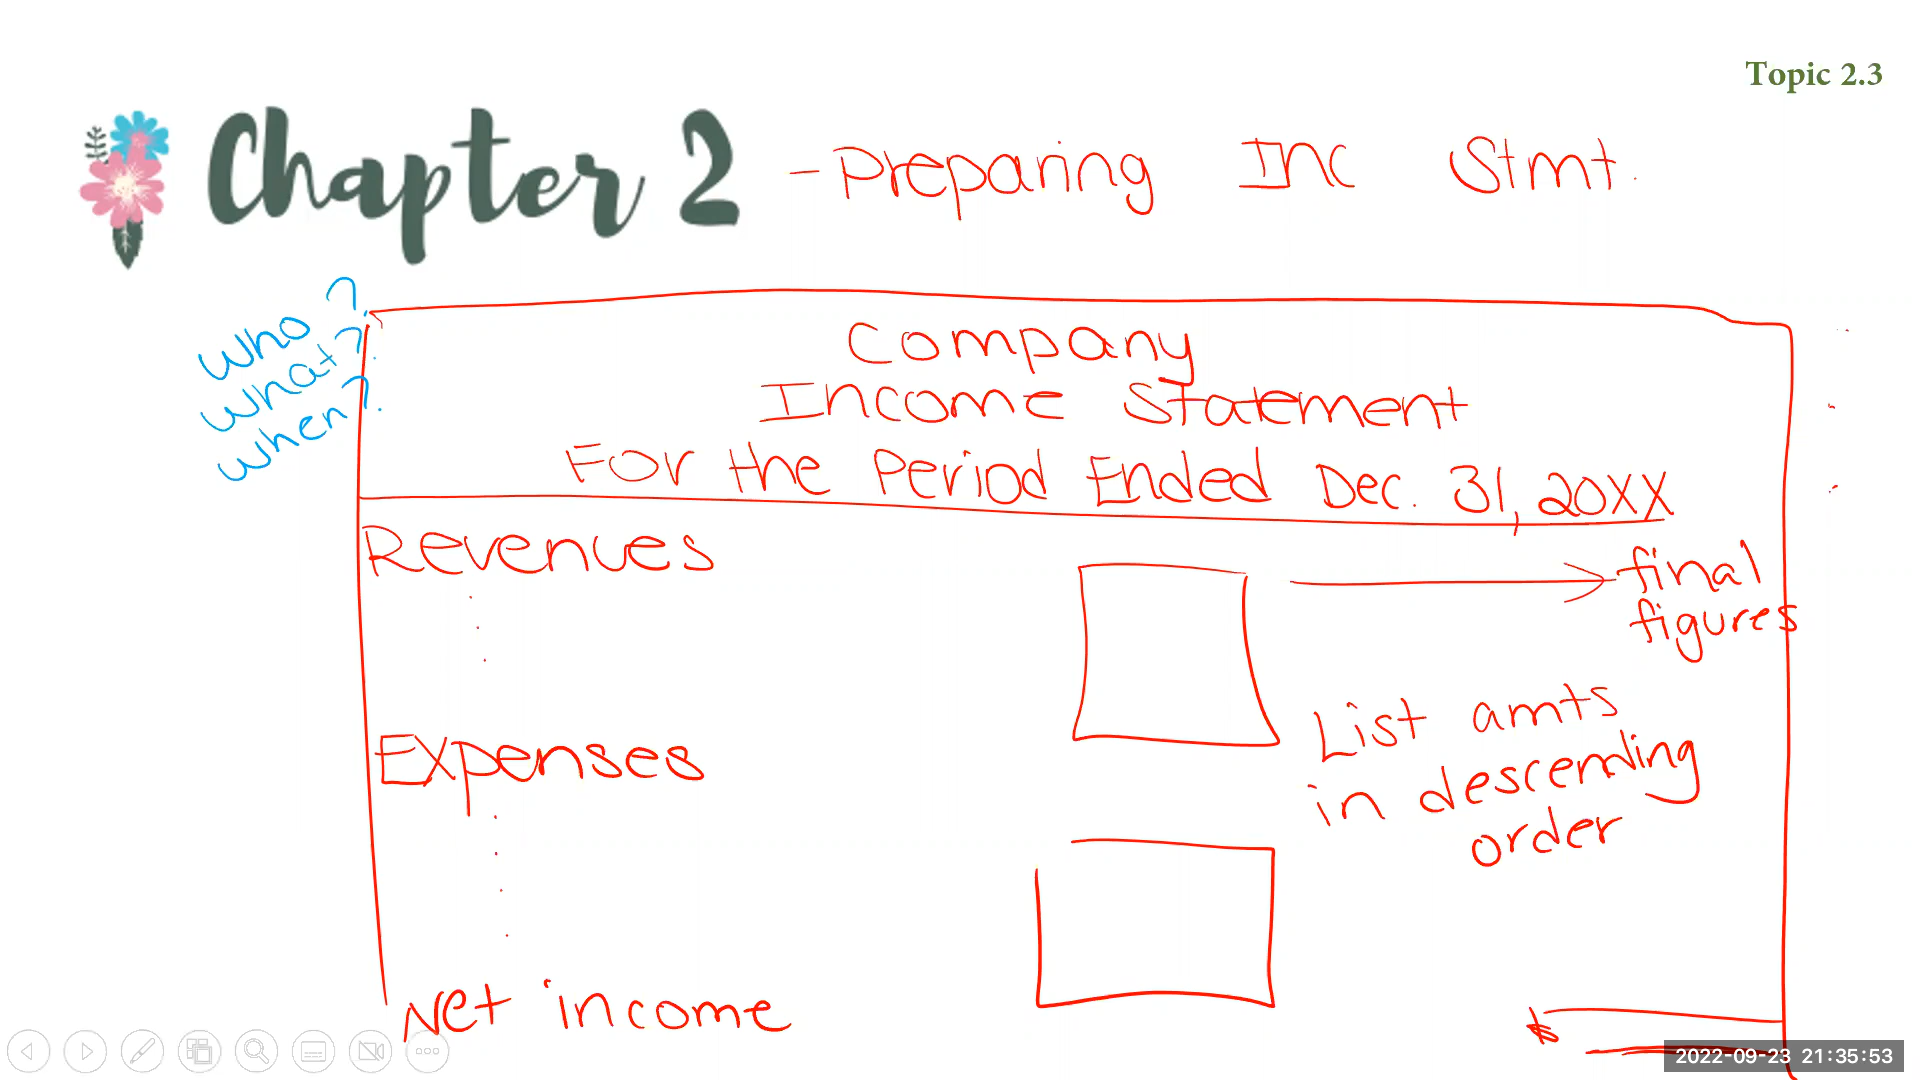 Topic 2.3
Chapter 2 - Preparing Inc Stmt.
Who?
What?
When?
Company
Income Statement
For the Period Ended Dec. 31, 20XX
Revenues
final
figures
List amts
in descending
order
Expenses
Net income
$
2022-09-23 21:35:53